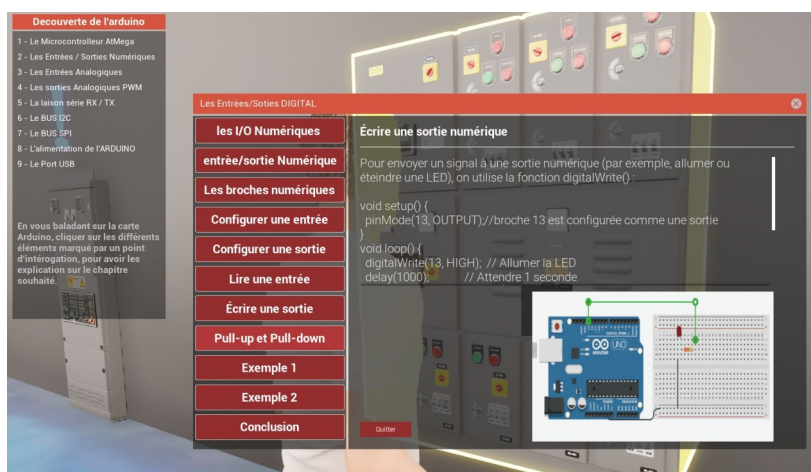 Decouverte de l'arduino
1 - Le Microcontrolleur AtMega
2 - Les Entrèes / Sorties Numériques
3 - Les Entrées Analogiques
4 - Les sorties Analogiques PWM
5 - La laison série RX / TX
6 - Le BUS I2C
7 - Le BUS SPI
8 - L'alimentation de l'ARDUINO
9 - Le Port USB
En vous baladant sur la carte
Arduino, cliquer sur les différents
éléments marqué par un point
d'intérogation, pour avoir les
explication sur le chapitre
souhaité.
Les Entrèes/Soties DIGITAL
les I/O Numériques
entrèe/sortie Numérique
Les broches numériques
Configurer une entrée
Configurer une sortie
Lire une entrée
Écrire une sortie
Pull-up et Pull-down
Exemple 1
Exemple 2
Conclusion
Écrire une sortie numérique
Pour envoyer un signal à une sortie numérique (par exemple, allumer ou
éteindre une LED), on utilise la fonction digitalWrite() :
void setup() {
pinMode(13, OUTPUT);//broche 13 est configurée comme une sortie
}
void loop() {
digitalWrite(13, HIGH); // Allumer la LED
delay(1000); // Attendre 1 seconde
UNO
ARDUINO
Quitter